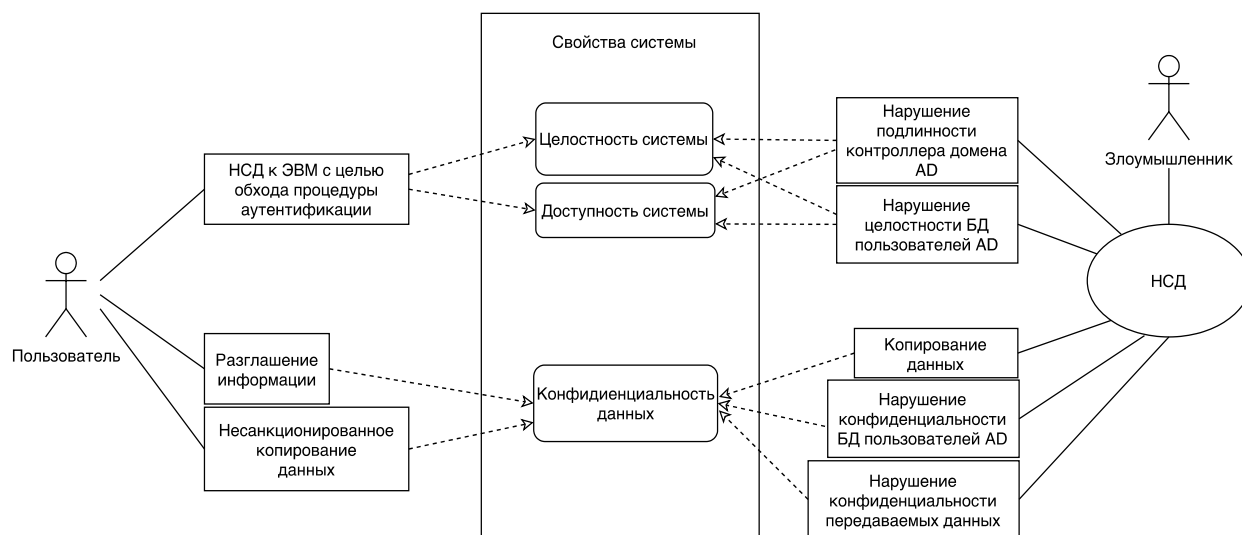 Свойства системы
Пользователь
НСД к ЭВМ с целью
обхода процедуры
аутентификации
Разглашение
информации
Несанкционированное
копирование
данных
Целостность системы
Доступность системы
Конфидиенциальность
данных
Нарушение
подлинности
контроллера домена
AD
Нарушение
целостности БД
пользователей AD
Копирование
данных
Нарушение
конфиденциальности
БД пользователей AD
Нарушение
конфиденциальности
передаваемых данных
Злоумышленник
НСД